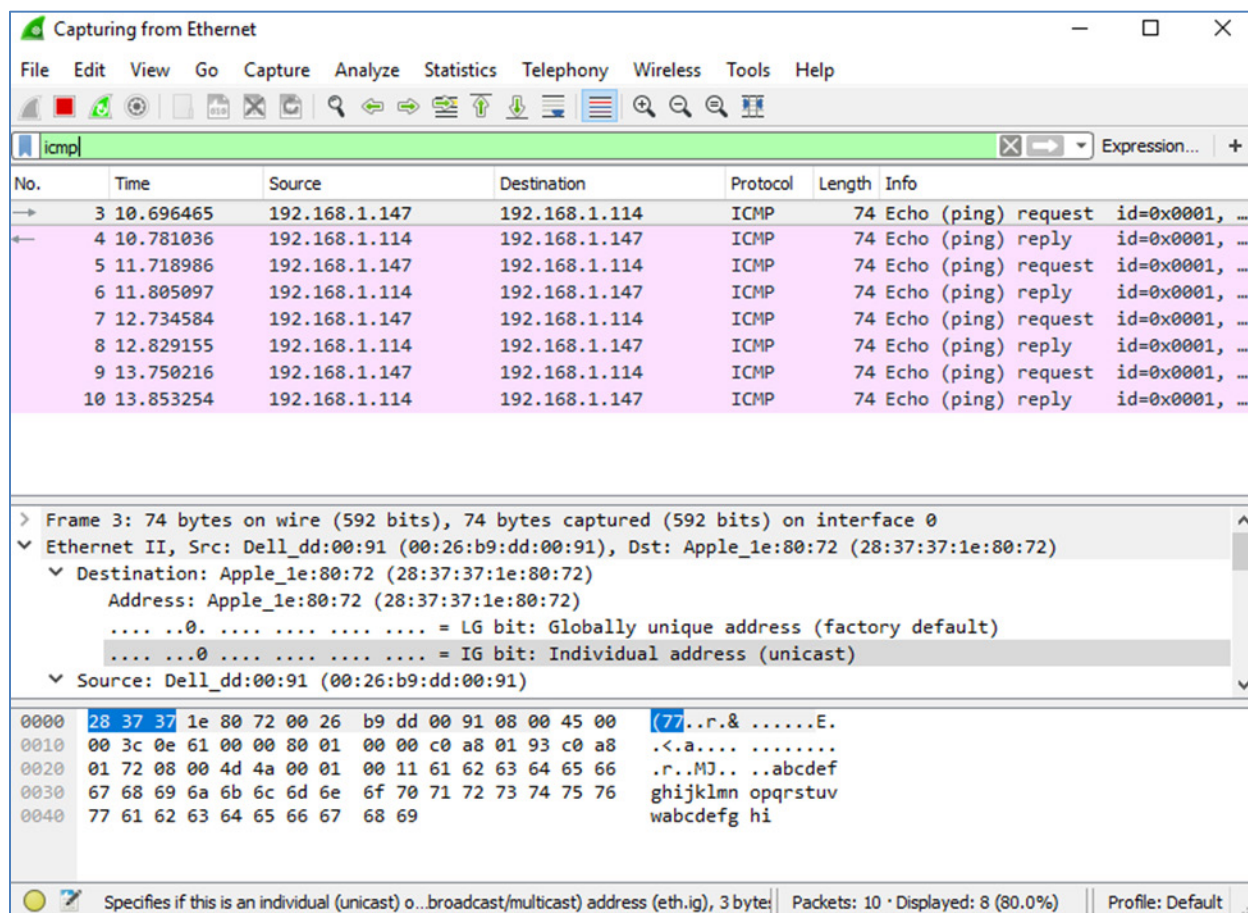 Capturing from Ethernet
File Edit View Go Capture Analyze Statistics Telephony Wireless Tools Help
icmp Expression... +
No. Time Source Destination Protocol Length Info
3 10.696465 192.168.1.147 192.168.1.114 ICMP 74 Echo (ping) request id=0x0001, …
4 10.781036 192.168.1.114 192.168.1.147 ICMP 74 Echo (ping) reply id=0x0001, …
5 11.718986 192.168.1.147 192.168.1.114 ICMP 74 Echo (ping) request id=0x0001, …
6 11.805097 192.168.1.114 192.168.1.147 ICMP 74 Echo (ping) reply id=0x0001, …
7 12.734584 192.168.1.147 192.168.1.114 ICMP 74 Echo (ping) request id=0x0001, …
8 12.829155 192.168.1.114 192.168.1.147 ICMP 74 Echo (ping) reply id=0x0001, …
9 13.750216 192.168.1.147 192.168.1.114 ICMP 74 Echo (ping) request id=0x0001, …
10 13.853254 192.168.1.114 192.168.1.147 ICMP 74 Echo (ping) reply id=0x0001, …
Frame 3: 74 bytes on wire (592 bits), 74 bytes captured (592 bits) on interface 0
Ethernet II, Src: Dell_dd:00:91 (00:26:b9:dd:00:91), Dst: Apple_1e:80:72 (28:37:37:1e:80:72)
Destination: Apple_1e:80:72 (28:37:37:1e:80:72)
Address: Apple_1e:80:72 (28:37:37:1e:80:72)
.... ..0. .... .... .... .... = LG bit: Globally unique address (factory default)
.... ...0 .... .... .... .... = IG bit: Individual address (unicast)
Source: Dell_dd:00:91 (00:26:b9:dd:00:91)
0000 28 37 37 1e 80 72 00 26 b9 dd 00 91 08 00 45 00 (77..r.& ......E.
0010 00 3c 0e 61 00 00 80 01 00 00 c0 a8 01 93 c0 a8 .<.a.... ........
0020 01 72 08 00 4d 4a 00 01 00 11 61 62 63 64 65 66 .r..MJ.. ..abcdef
0030 67 68 69 6a 6b 6c 6d 6e 6f 70 71 72 73 74 75 76 ghijklmn opqrstuv
0040 77 61 62 63 64 65 66 67 68 69 wabcdefg hi
Specifies if this is an individual (unicast) o...broadcast/multicast) address (eth.ig), 3 bytes Packets: 10 · Displayed: 8 (80.0%) Profile: Default